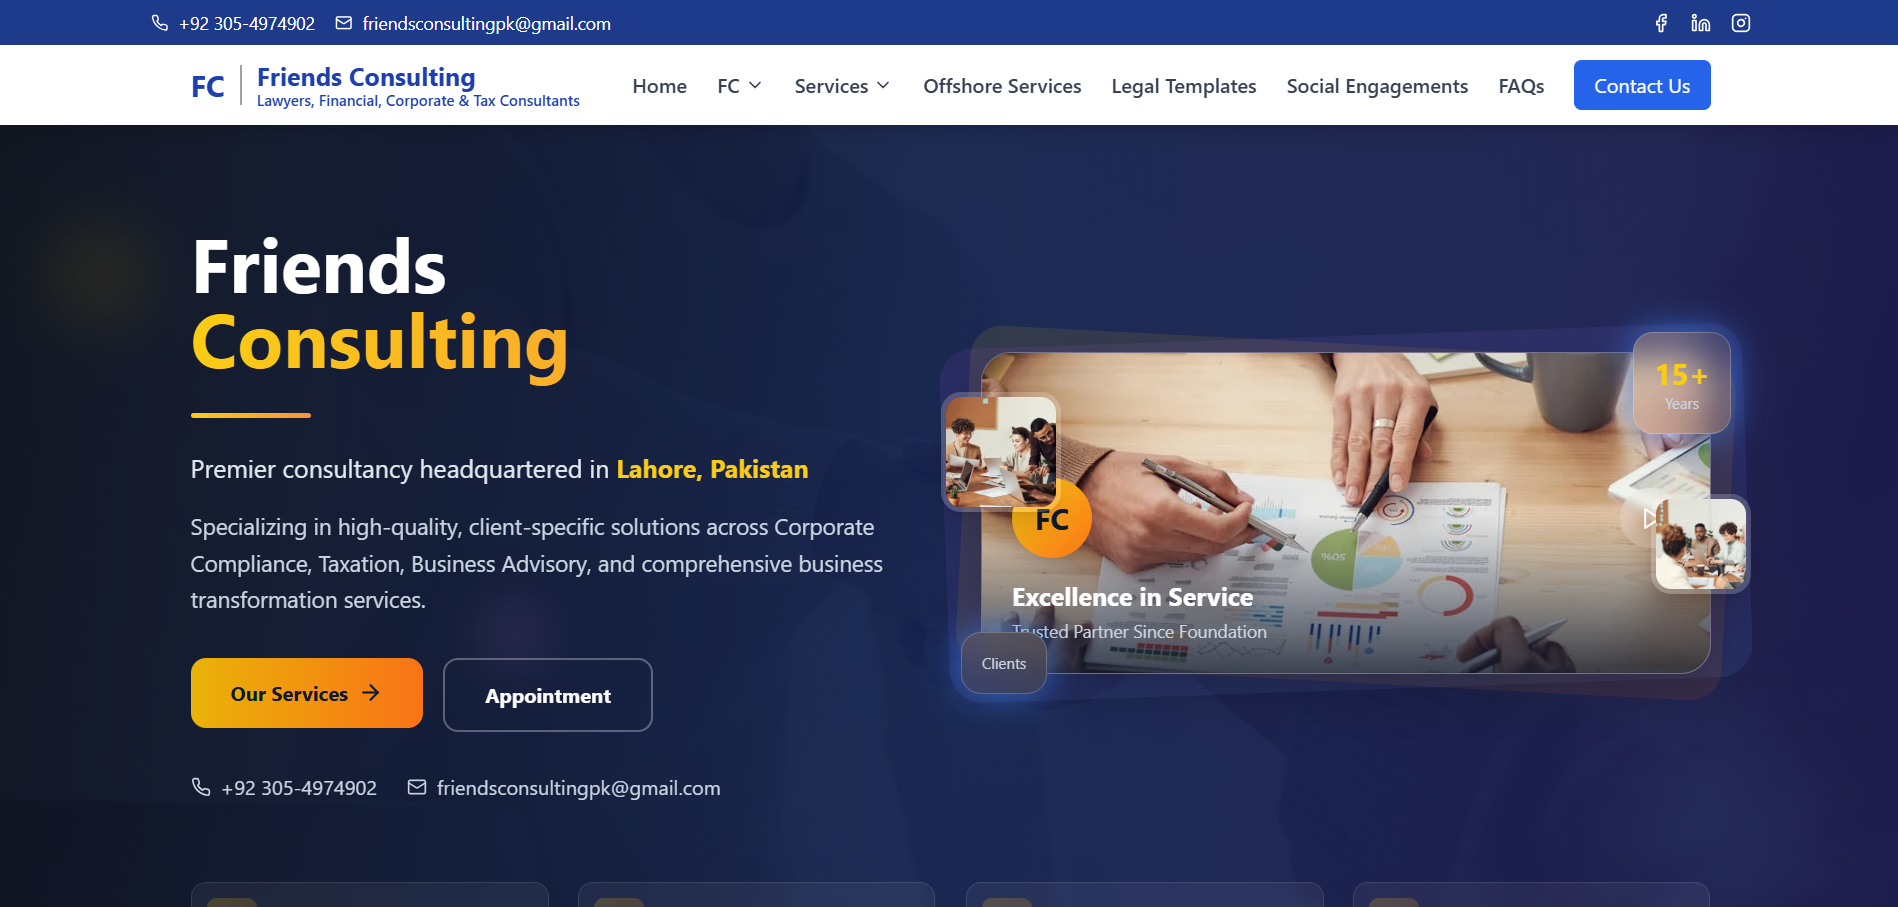 +92 305-4974902 friendsconsultingpk@gmail.com
FC
Friends Consulting
Lawyers, Financial, Corporate & Tax Consultants
Home FC Services Offshore Services Legal Templates Social Engagements FAQs Contact Us
Friends
Consulting
Premier consultancy headquartered in Lahore, Pakistan
Specializing in high-quality, client-specific solutions across Corporate
Compliance, Taxation, Business Advisory, and comprehensive business
transformation services.
Our Services
Appointment
+92 305-4974902 friendsconsultingpk@gmail.com
15+
Years
FC
Excellence in Service
Trusted Partner Since Foundation
Clients